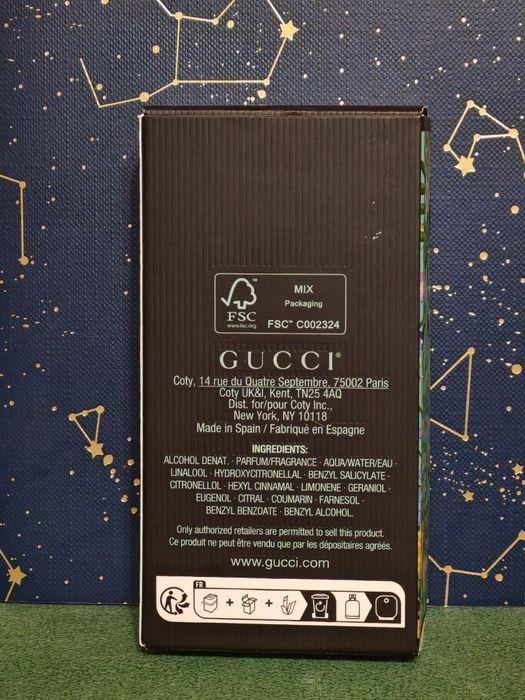 MIX
Packaging
FSC™
www.fsc.org
FSC™ C002324
GUCCI®
Coty, 14 rue du Quatre Septembre, 75002 Paris
Coty UK&I, Kent, TN25 4AQ
Dist. for/pour Coty Inc.,
New York, NY 10118
Made in Spain / Fabriqué en Espagne
INGREDIENTS:
ALCOHOL DENAT. · PARFUM/FRAGRANCE · AQUA/WATER/EAU ·
LINALOOL · HYDROXYCITRONELLAL · BENZYL SALICYLATE ·
CITRONELLOL · HEXYL CINNAMAL · LIMONENE · GERANIOL ·
EUGENOL · CITRAL · COUMARIN · FARNESOL ·
BENZYL BENZOATE · BENZYL ALCOHOL.
Only authorized retailers are permitted to sell this product.
Ce produit ne peut être vendu que par les dépositaires agréés.
www.gucci.com
FR